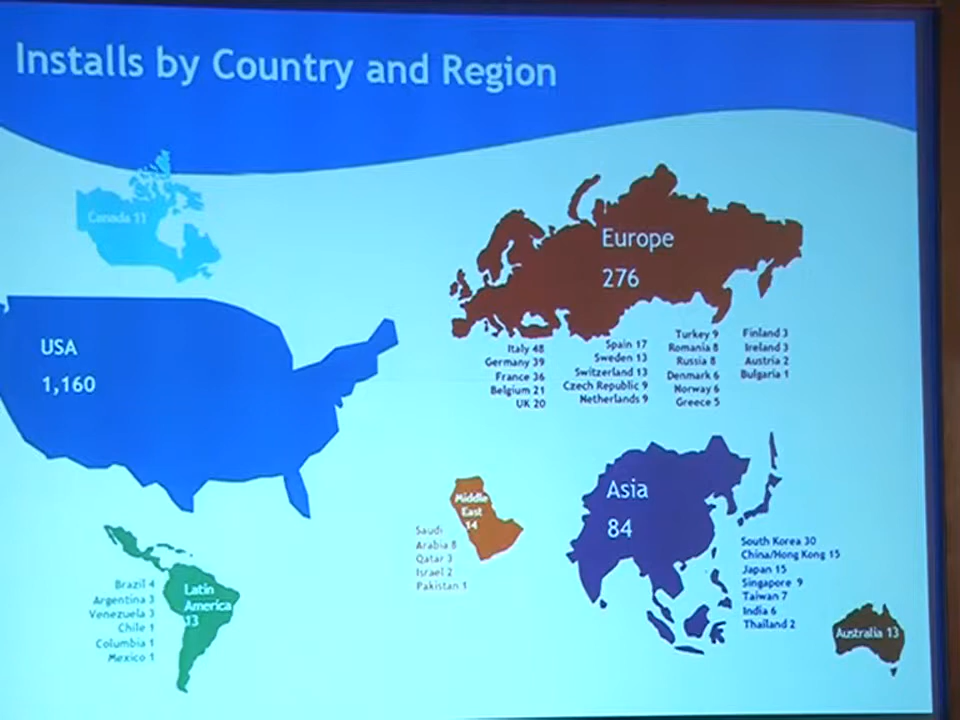 Installs by Country and Region
Canada 11
USA
1,160
Europe
276
Italy 48
Germany 39
France 36
Belgium 21
UK 20
Spain 17
Sweden 13
Switzerland 13
Czech Republic 9
Netherlands 9
Turkey 9
Romania 8
Russia 8
Denmark 6
Norway 6
Greece 5
Finland 3
Ireland 3
Austria 2
Bulgaria 1
Latin
America
13
Brazil 4
Argentina 3
Venezuela 3
Chile 1
Columbia 1
Mexico 1
Middle
East
14
Saudi
Arabia 8
Qatar 3
Israel 2
Pakistan 1
Asia
84
South Korea 30
China/Hong Kong 15
Japan 15
Singapore 9
Taiwan 7
India 6
Thailand 2
Australia 13